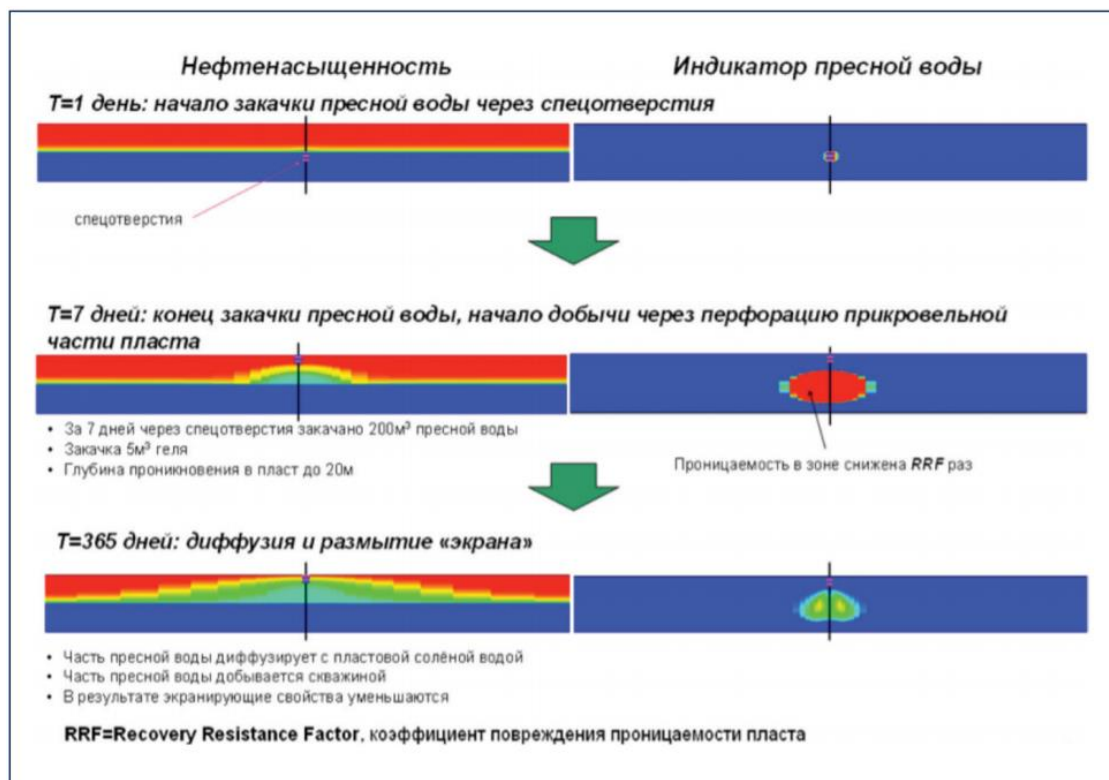 Нефтенасыщенность
Индикатор пресной воды
T=1 день: начало закачки пресной воды через спецотверстия
спецотверстия
T=7 дней: конец закачки пресной воды, начало добычи через перфорацию прикровельной
части пласта
• За 7 дней через спецотверстия закачано 200м³ пресной воды
• Закачка 5м³ геля
• Глубина проникновения в пласт до 20м
Проницаемость в зоне снижена RRF раз
T=365 дней: диффузия и размытие «экрана»
• Часть пресной воды диффузирует с пластовой солёной водой
• Часть пресной воды добывается скважиной
• В результате экранирующие свойства уменьшаются
RRF=Recovery Resistance Factor, коэффициент повреждения проницаемости пласта